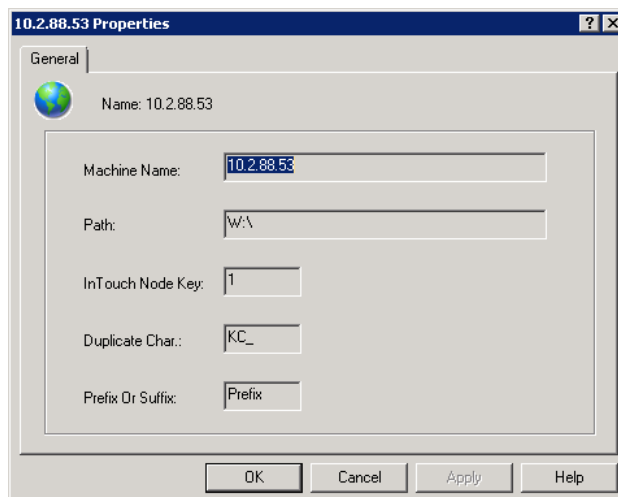 10.2.88.53 Properties
General
Name: 10.2.88.53
Machine Name: 10.2.88.53
Path: W:\
InTouch Node Key: 1
Duplicate Char.: KC_
Prefix Or Suffix: Prefix
OK Cancel Apply Help